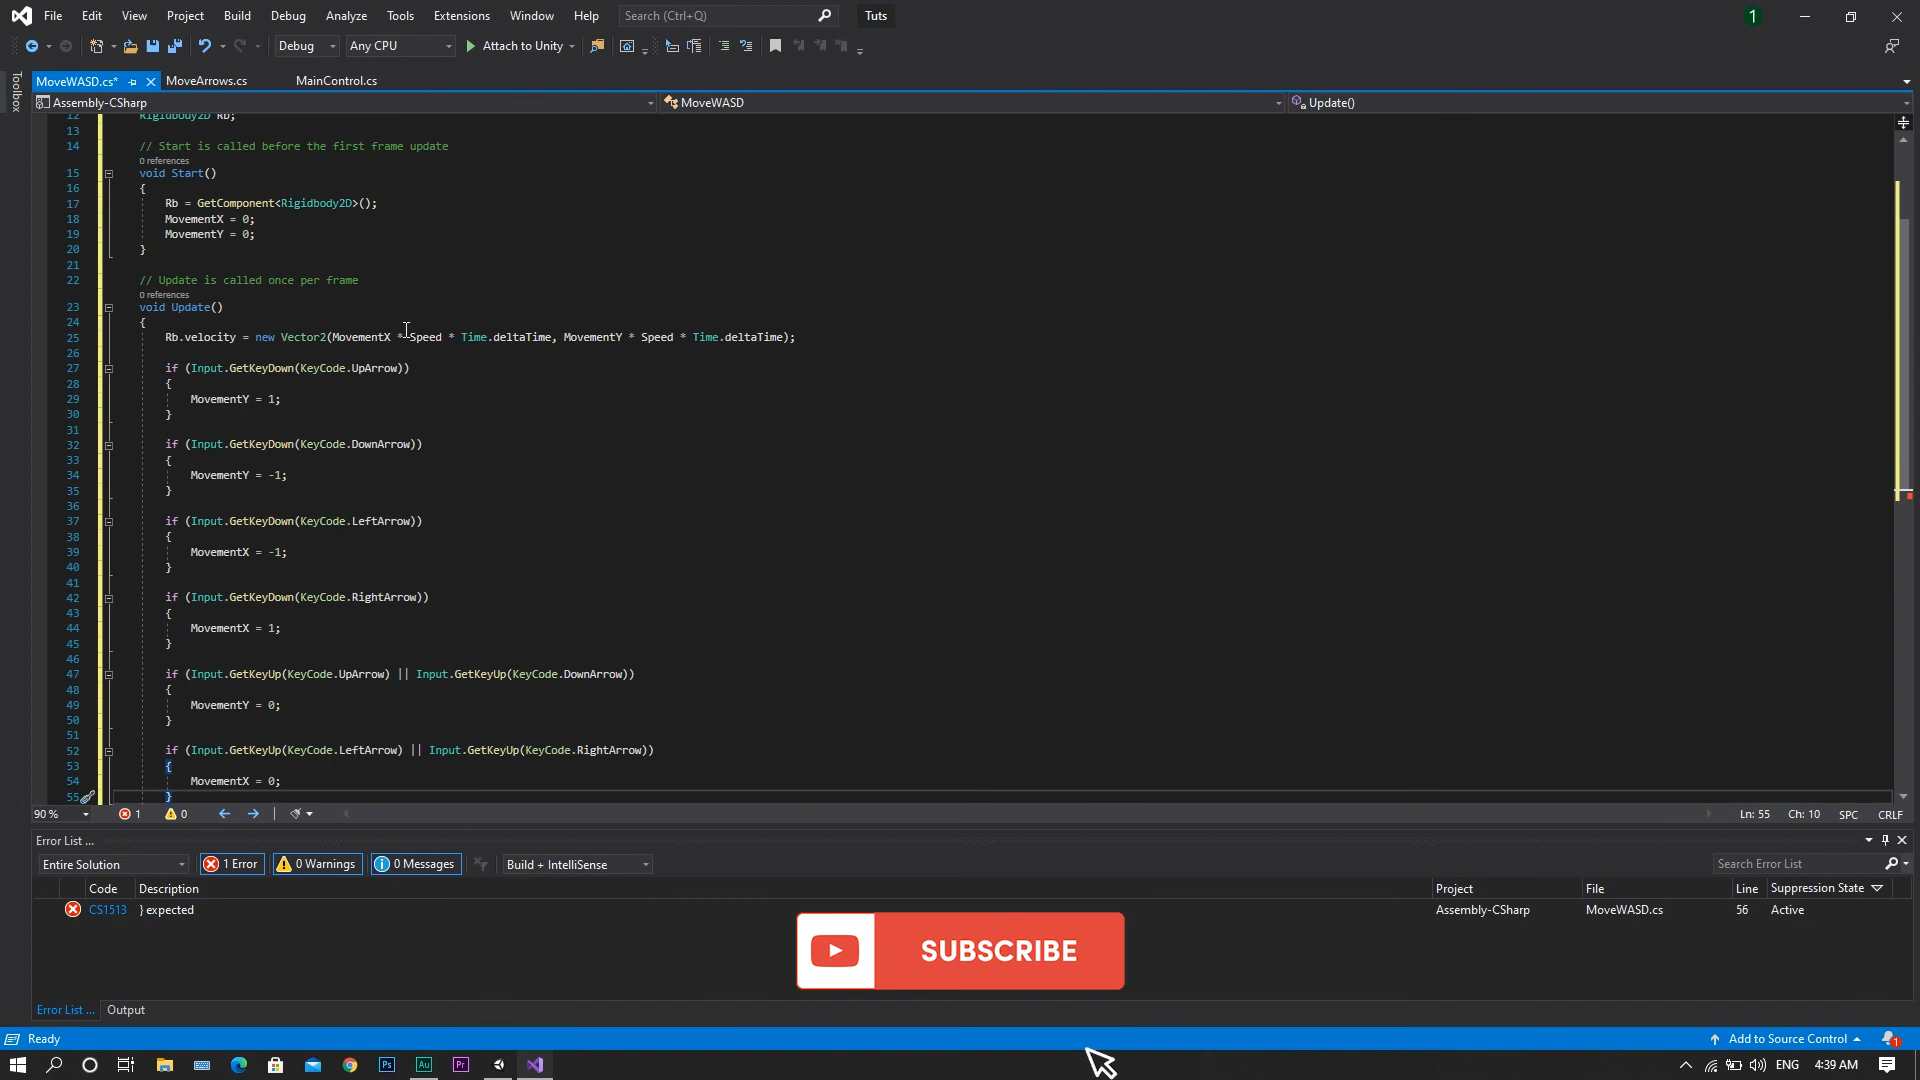 File Edit View Project Build Debug Analyze Tools Extensions Window Help Search (Ctrl+Q) Tuts 1
Debug Any CPU Attach to Unity
Toolbox
MoveWASD.cs* MoveArrows.cs MainControl.cs
Assembly-CSharp MoveWASD Update()
12 Rigidbody2D Rb;
13
14 // Start is called before the first frame update
0 references
15 void Start()
16 {
17 Rb = GetComponent<Rigidbody2D>();
18 MovementX = 0;
19 MovementY = 0;
20 }
21
22 // Update is called once per frame
0 references
23 void Update()
24 {
25 Rb.velocity = new Vector2(MovementX * Speed * Time.deltaTime, MovementY * Speed * Time.deltaTime);
26
27 if (Input.GetKeyDown(KeyCode.UpArrow))
28 {
29 MovementY = 1;
30 }
31
32 if (Input.GetKeyDown(KeyCode.DownArrow))
33 {
34 MovementY = -1;
35 }
36
37 if (Input.GetKeyDown(KeyCode.LeftArrow))
38 {
39 MovementX = -1;
40 }
41
42 if (Input.GetKeyDown(KeyCode.RightArrow))
43 {
44 MovementX = 1;
45 }
46
47 if (Input.GetKeyUp(KeyCode.UpArrow) || Input.GetKeyUp(KeyCode.DownArrow))
48 {
49 MovementY = 0;
50 }
51
52 if (Input.GetKeyUp(KeyCode.LeftArrow) || Input.GetKeyUp(KeyCode.RightArrow))
53 {
54 MovementX = 0;
55 }
90 % 1 0 Ln: 55 Ch: 10 SPC CRLF
Error List ...
Entire Solution 1 Error 0 Warnings 0 Messages Build + IntelliSense Search Error List
Code Description Project File Line Suppression State
CS1513 } expected Assembly-CSharp MoveWASD.cs 56 Active
SUBSCRIBE
Error List ... Output
Ready Add to Source Control 1
Ps Au Pr ENG 4:39 AM